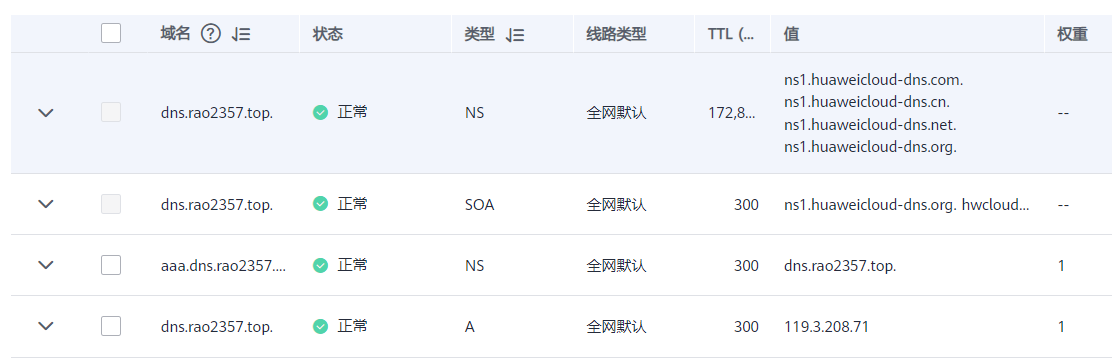 域名 状态 类型 线路类型 TTL (... 值 权重
dns.rao2357.top. 正常 NS 全网默认 172,8... ns1.huaweicloud-dns.com. --
ns1.huaweicloud-dns.cn.
ns1.huaweicloud-dns.net.
ns1.huaweicloud-dns.org.
dns.rao2357.top. 正常 SOA 全网默认 300 ns1.huaweicloud-dns.org. hwcloud... --
aaa.dns.rao2357.... 正常 NS 全网默认 300 dns.rao2357.top. 1
dns.rao2357.top. 正常 A 全网默认 300 119.3.208.71 1